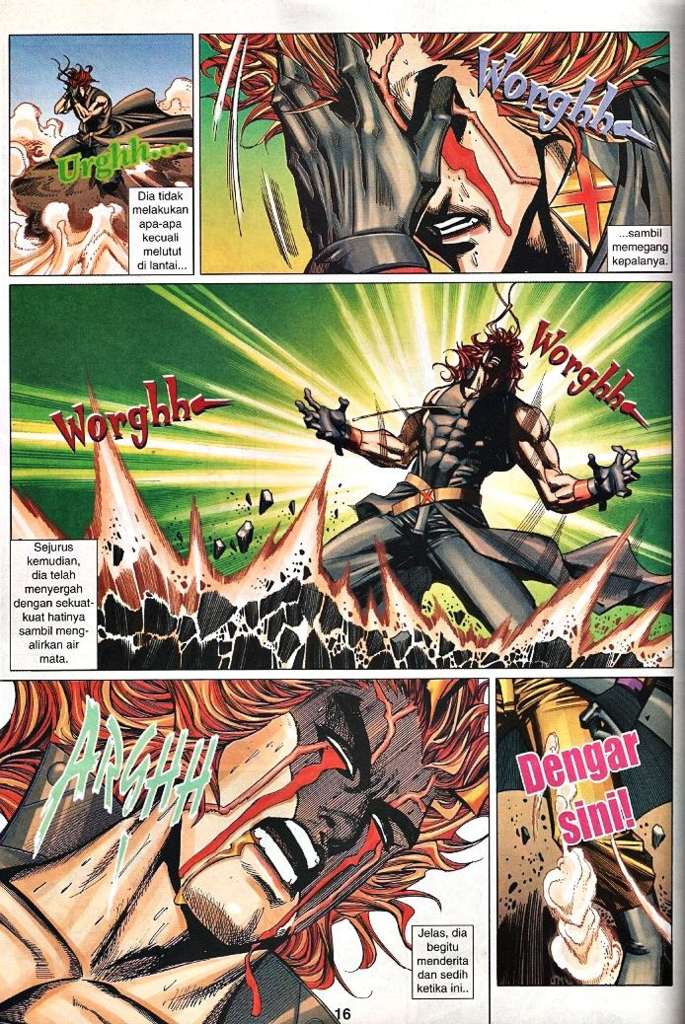 Urghh....
Dia tidak
melakukan
apa-apa
kecuali
melutut
di lantai...
Worghh
...sambil
memegang
kepalanya.
Worghh
Worghh
Sejurus
kemudian,
dia telah
menyergah
dengan sekuat-
kuat hatinya
sambil meng-
alirkan air
mata.
ARGHH
Jelas, dia
begitu
menderita
dan sedih
ketika ini..
Dengar
sini!
16